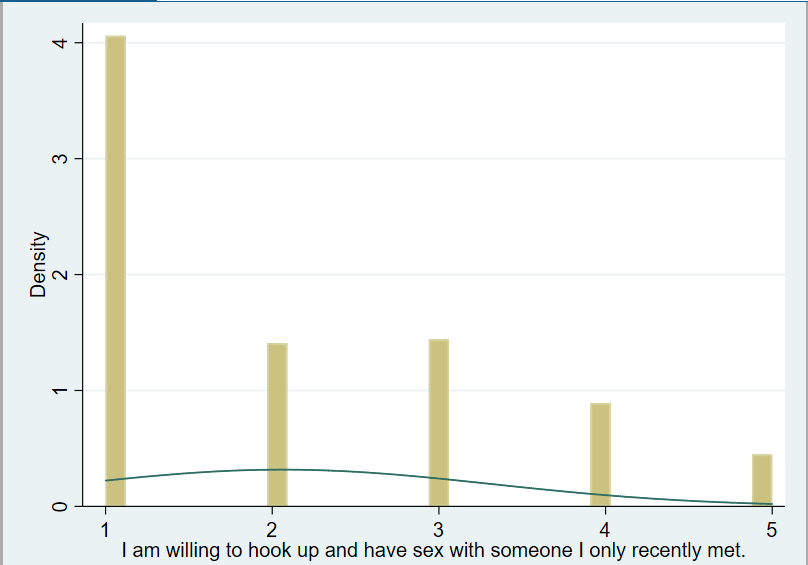 4
3
2
1
0
Density
1 2 3 4 5
I am willing to hook up and have sex with someone I only recently met.